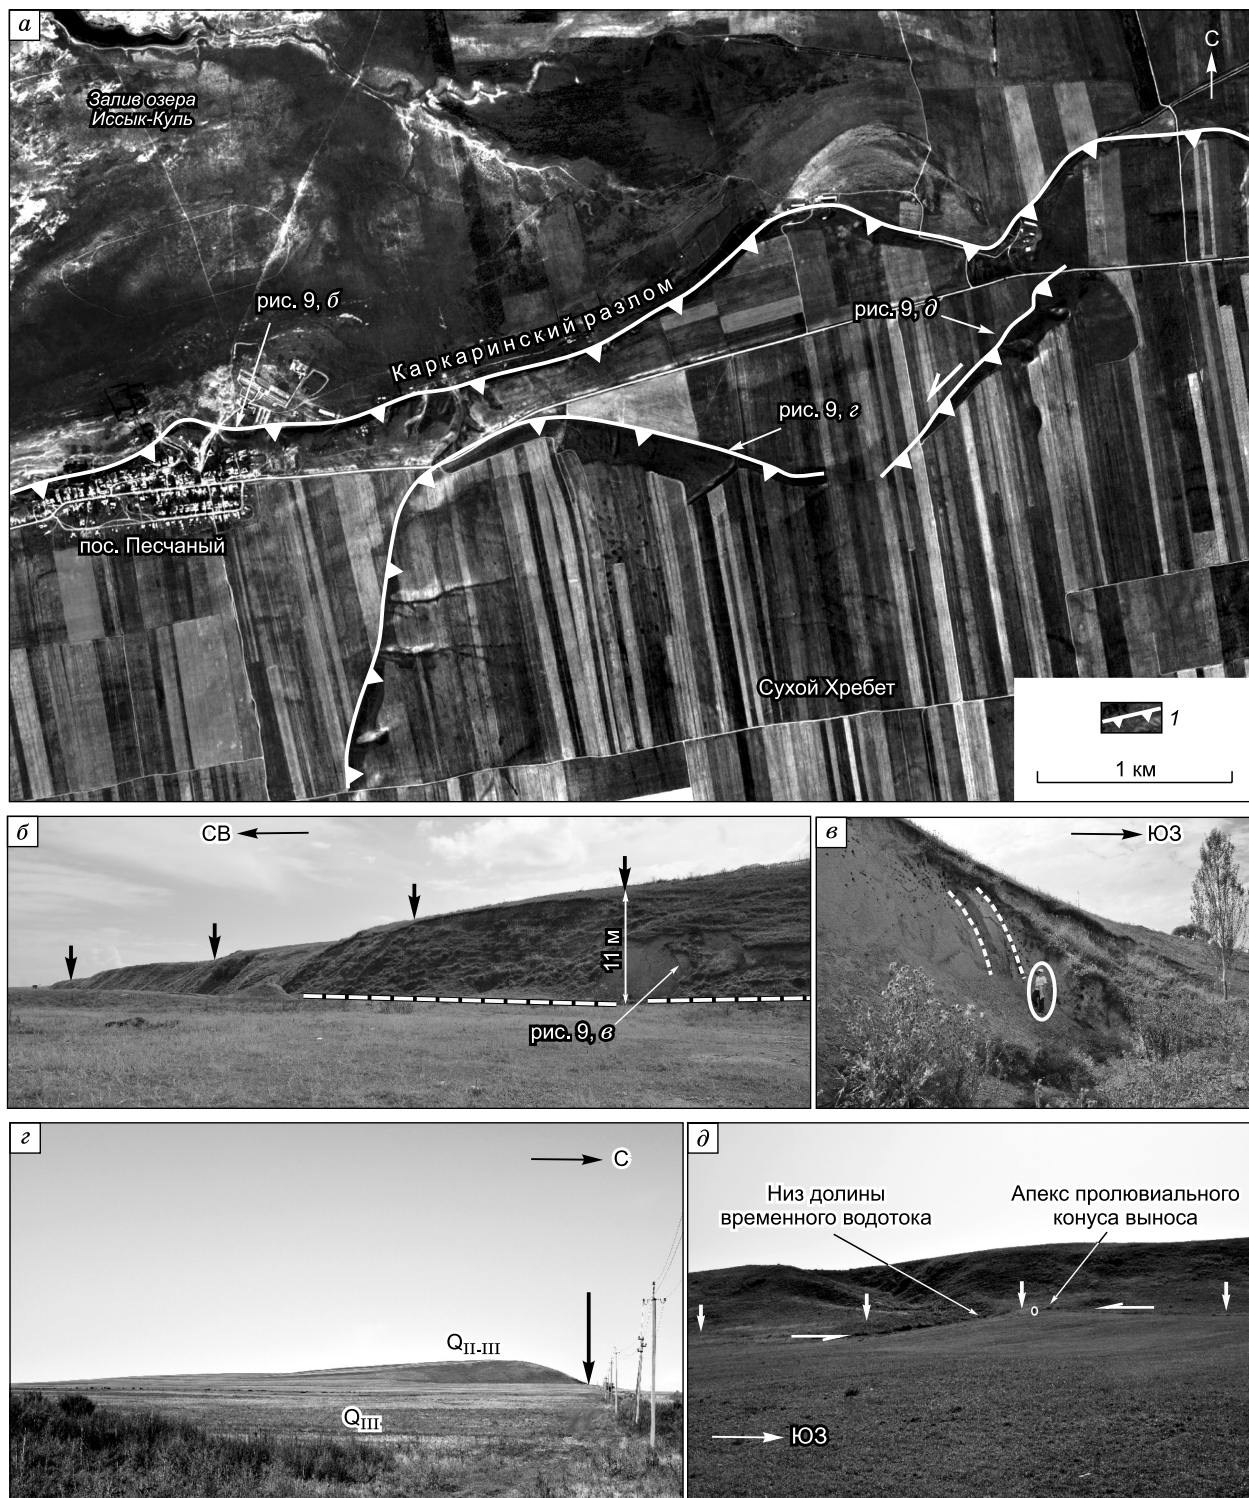 а
С
Залив озера
Иссык-Куль
рис. 9, б
Каркаринский разлом
рис. 9, д
рис. 9, г
пос. Песчаный
Сухой Хребет
1
1 км
б
СВ
11 м
рис. 9, в
в
ЮЗ
г
С
QII-III
QIII
д
Низ долины
временного водотока
Апекс пролювиального
конуса выноса
ЮЗ